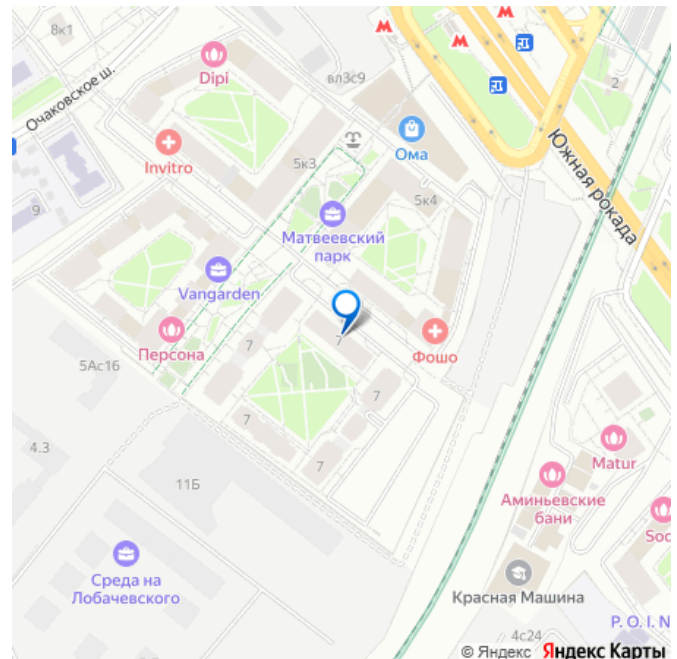 8к1
Dipi
вл3с9
2
Очаковское ш.
Ома
Южная рокада
Invitro
5к3
5к4
9
Матвеевский
парк
Vangarden
Персона
7
Фошо
5Ас16
7
7
7
7
4.3
11Б
Matur
Аминьевские
бани
Soc
Среда на
Лобачевского
Красная Машина
P. O. I. N
4с24
© Яндекс Яндекс Карты